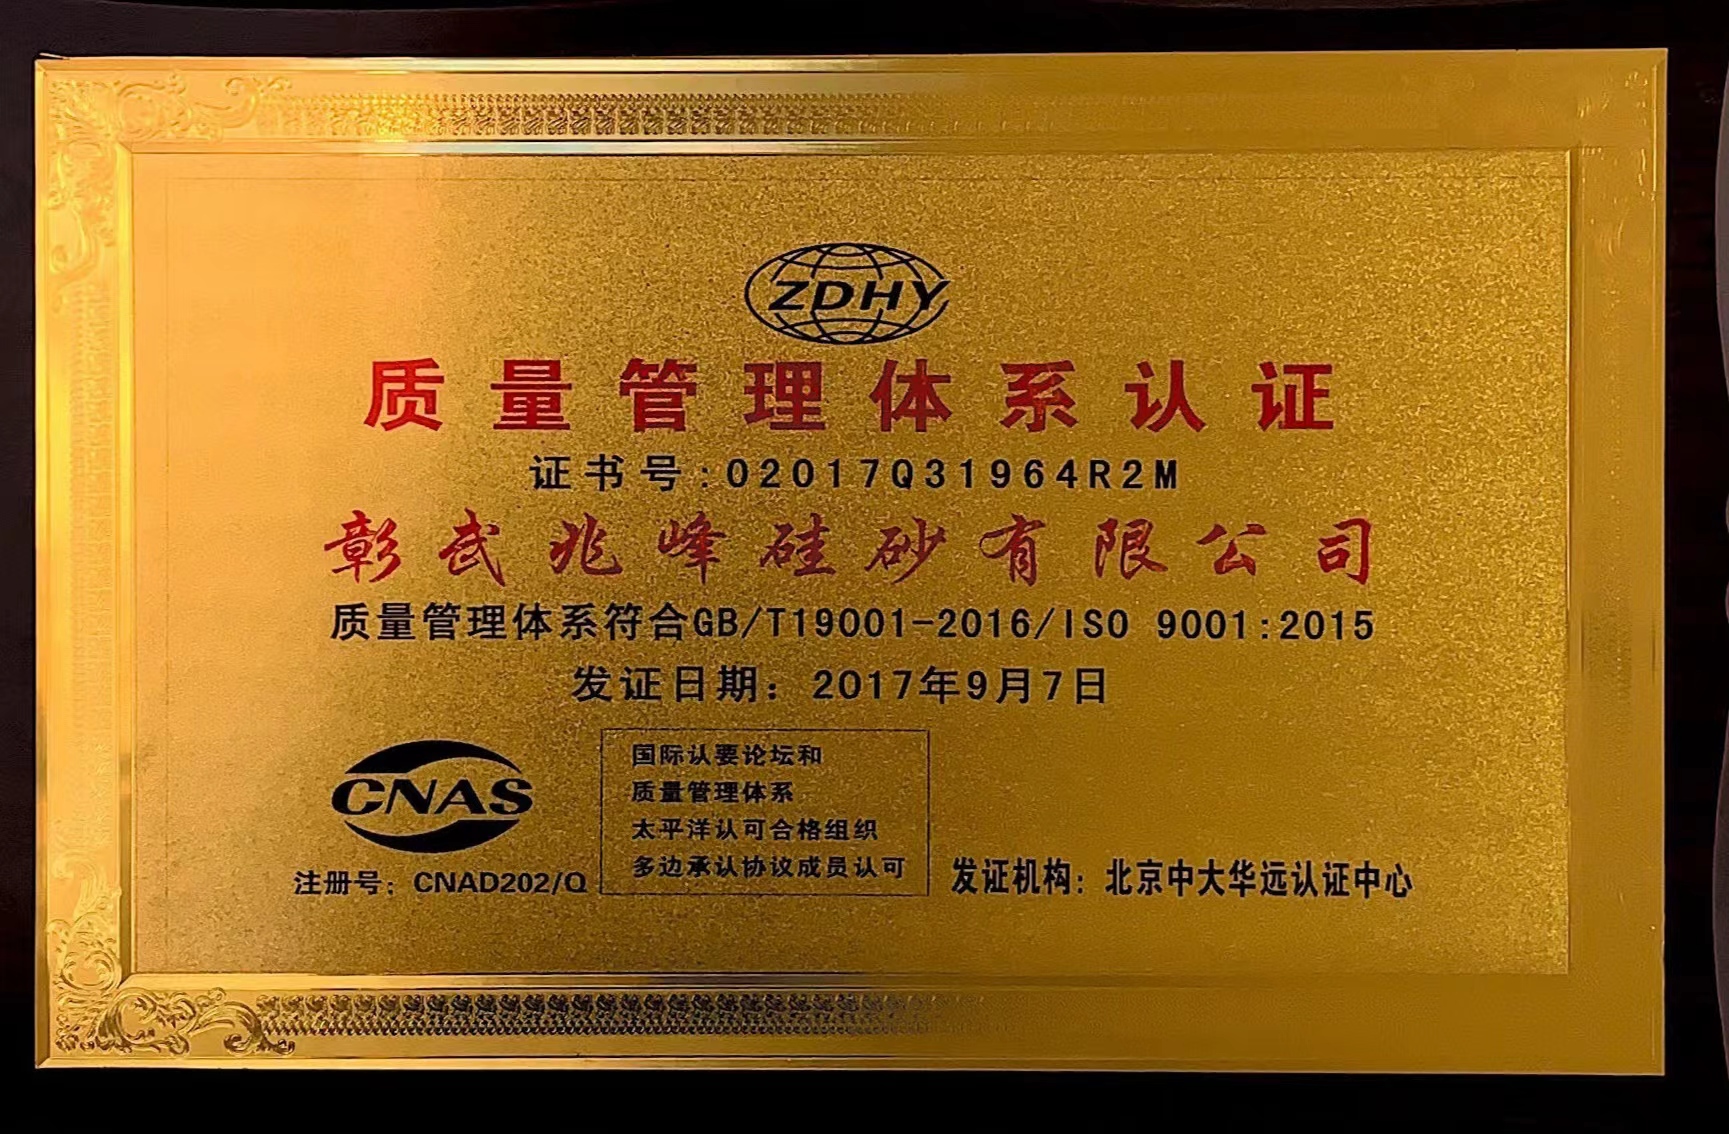 ZDHY
质量管理体系认证
证书号:02017Q31964R2M
彰武兆峰硅砂有限公司
质量管理体系符合GB/T19001-2016/ISO 9001:2015
发证日期：2017年9月7日
CNAS
注册号：CNAD202/Q
国际认要论坛和
质量管理体系
太平洋认可合格组织
多边承认协议成员认可
发证机构：北京中大华远认证中心